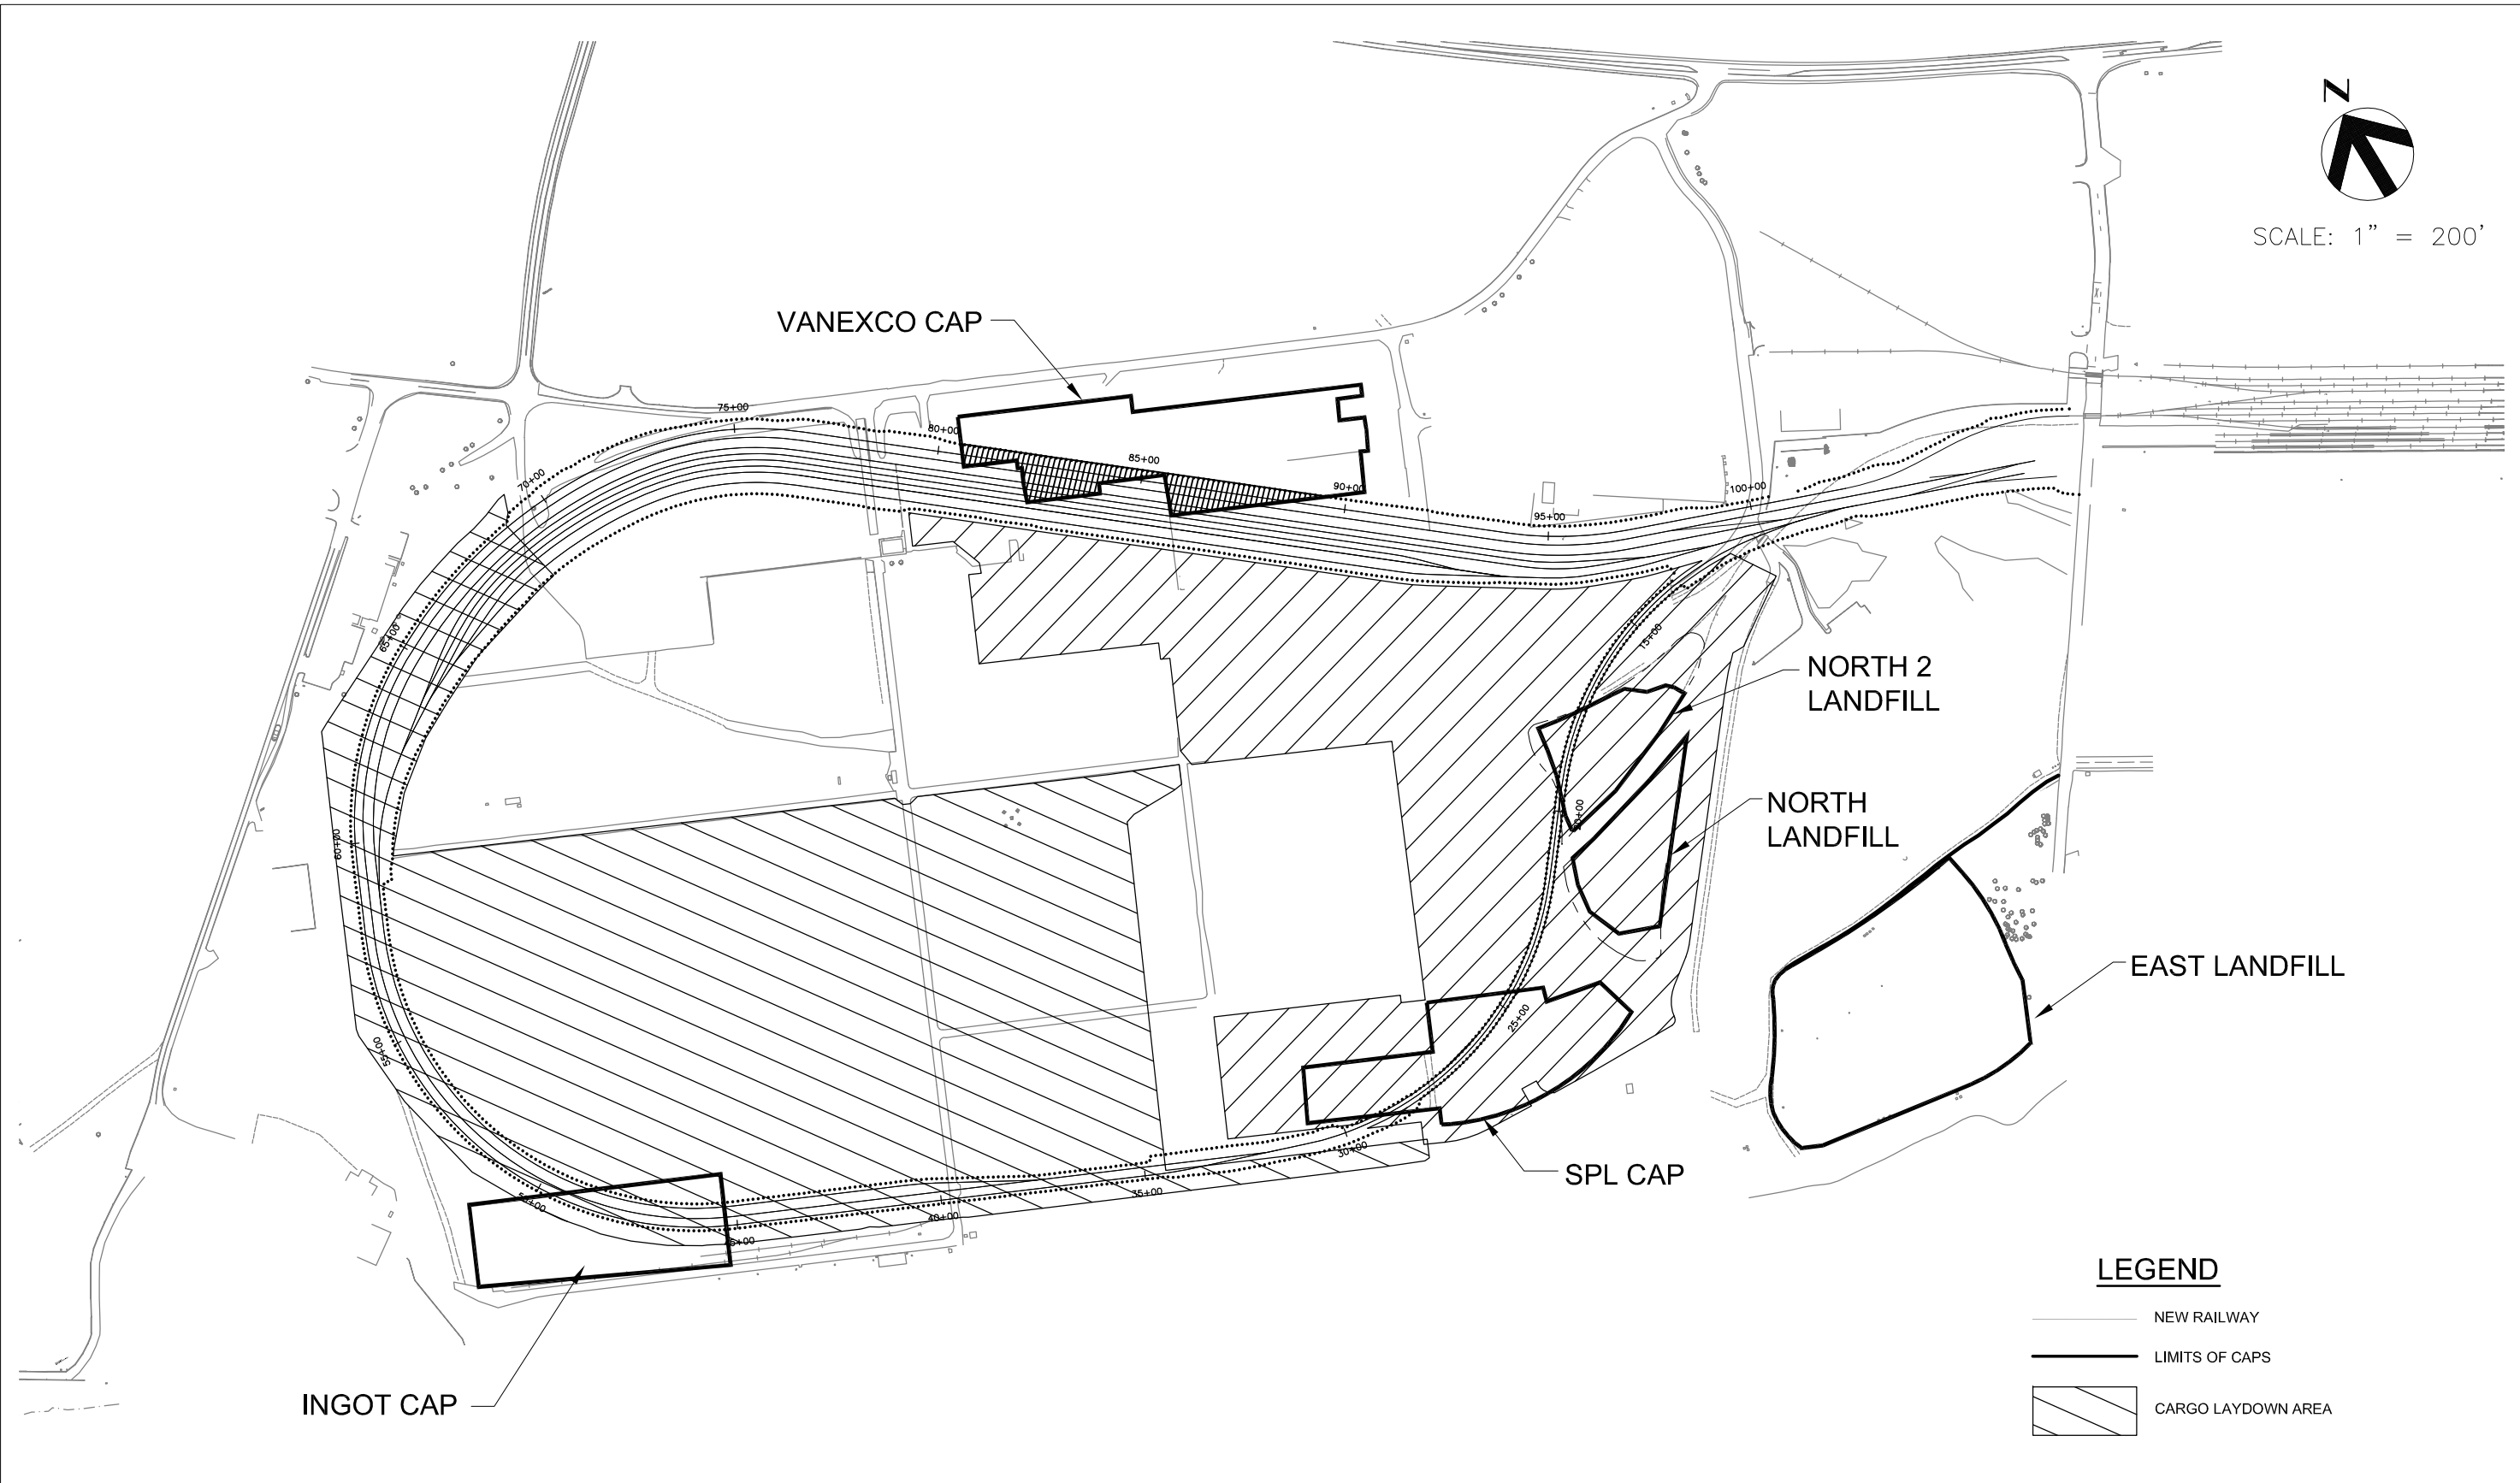 N
SCALE: 1" = 200'
VANEXCO CAP
75+00
80+00
85+00
90+00
95+00
100+00
70+00
65+00
60+00
55+00
50+00
45+00
40+00
35+00
30+00
25+00
20+00
15+00
NORTH 2
LANDFILL
NORTH
LANDFILL
EAST LANDFILL
SPL CAP
INGOT CAP
LEGEND
NEW RAILWAY
LIMITS OF CAPS
CARGO LAYDOWN AREA